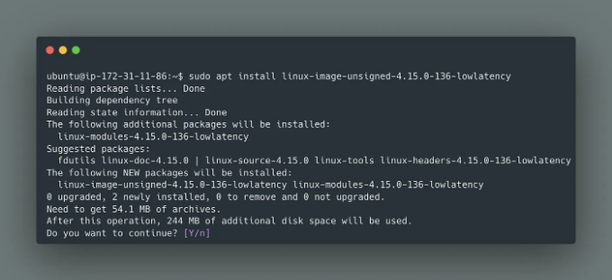 ubuntu@ip-172-31-11-86:~$ sudo apt install linux-image-unsigned-4.15.0-136-lowlatency
Reading package lists... Done
Building dependency tree
Reading state information... Done
The following additional packages will be installed:
  linux-modules-4.15.0-136-lowlatency
Suggested packages:
  fdutils linux-doc-4.15.0 | linux-source-4.15.0 linux-tools linux-headers-4.15.0-136-lowlatency
The following NEW packages will be installed:
  linux-image-unsigned-4.15.0-136-lowlatency linux-modules-4.15.0-136-lowlatency
0 upgraded, 2 newly installed, 0 to remove and 0 not upgraded.
Need to get 54.1 MB of archives.
After this operation, 244 MB of additional disk space will be used.
Do you want to continue? [Y/n]